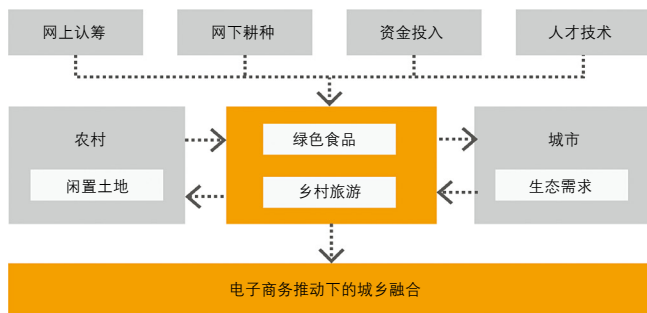 网上认筹
网下耕种
资金投入
人才技术
农村
闲置土地
绿色食品
乡村旅游
城市
生态需求
电子商务推动下的城乡融合